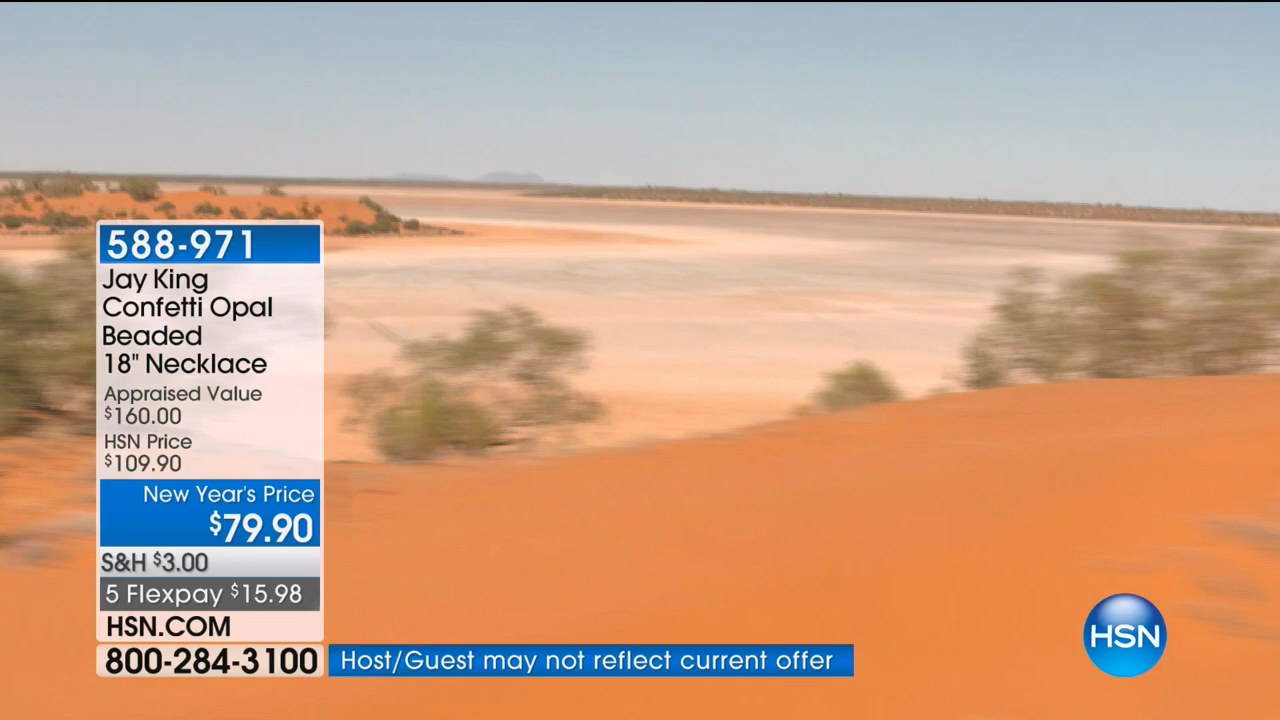 588-971
Jay King
Confetti Opal
Beaded
18" Necklace
Appraised Value
$160.00
HSN Price
$109.90
New Year's Price
$79.90
S&H $3.00
5 Flexpay $15.98
HSN.COM
800-284-3100
Host/Guest may not reflect current offer
HSN